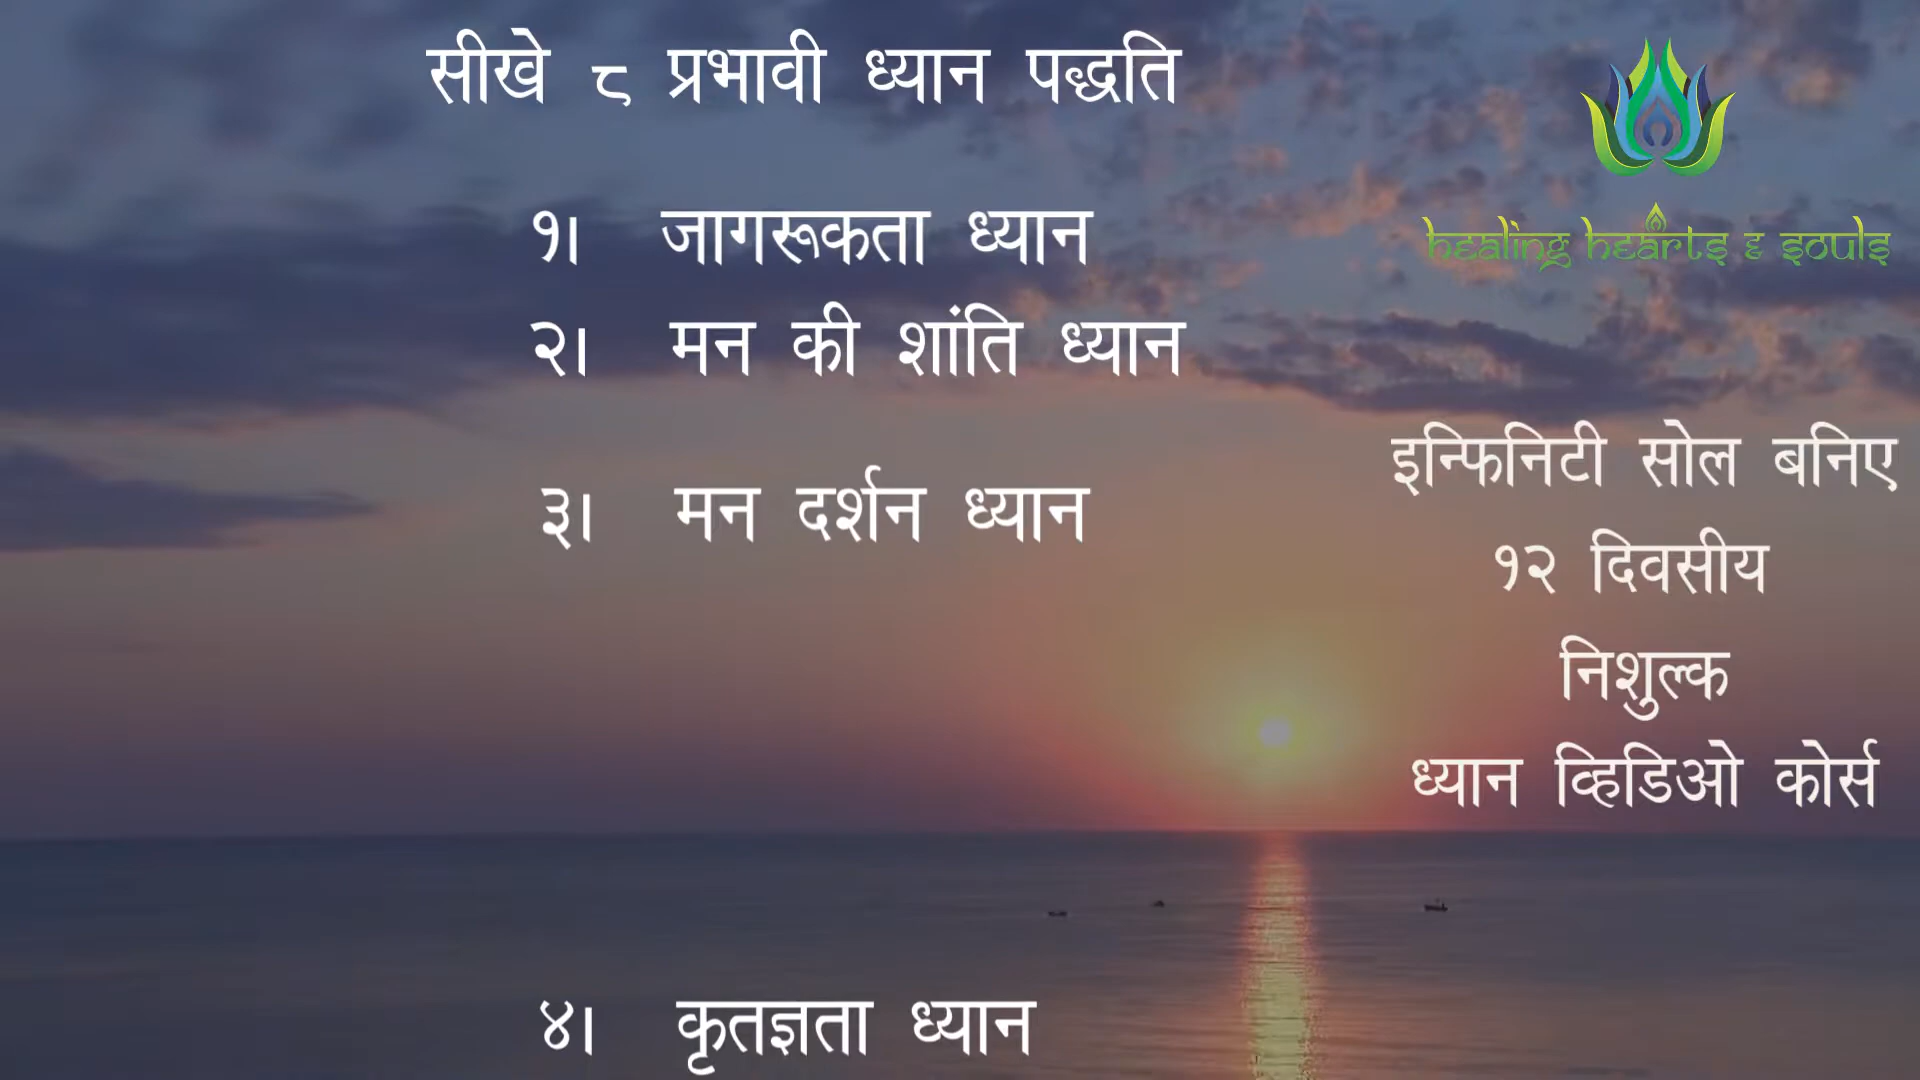 सीखे ८ प्रभावी ध्यान पद्धति
१। जागरूकता ध्यान
२। मन की शांति ध्यान
३। मन दर्शन ध्यान
४। कृतज्ञता ध्यान
healing hearts & souls
इन्फिनिटी सोल बनिए
१२ दिवसीय
निशुल्क
ध्यान व्हिडिओ कोर्स